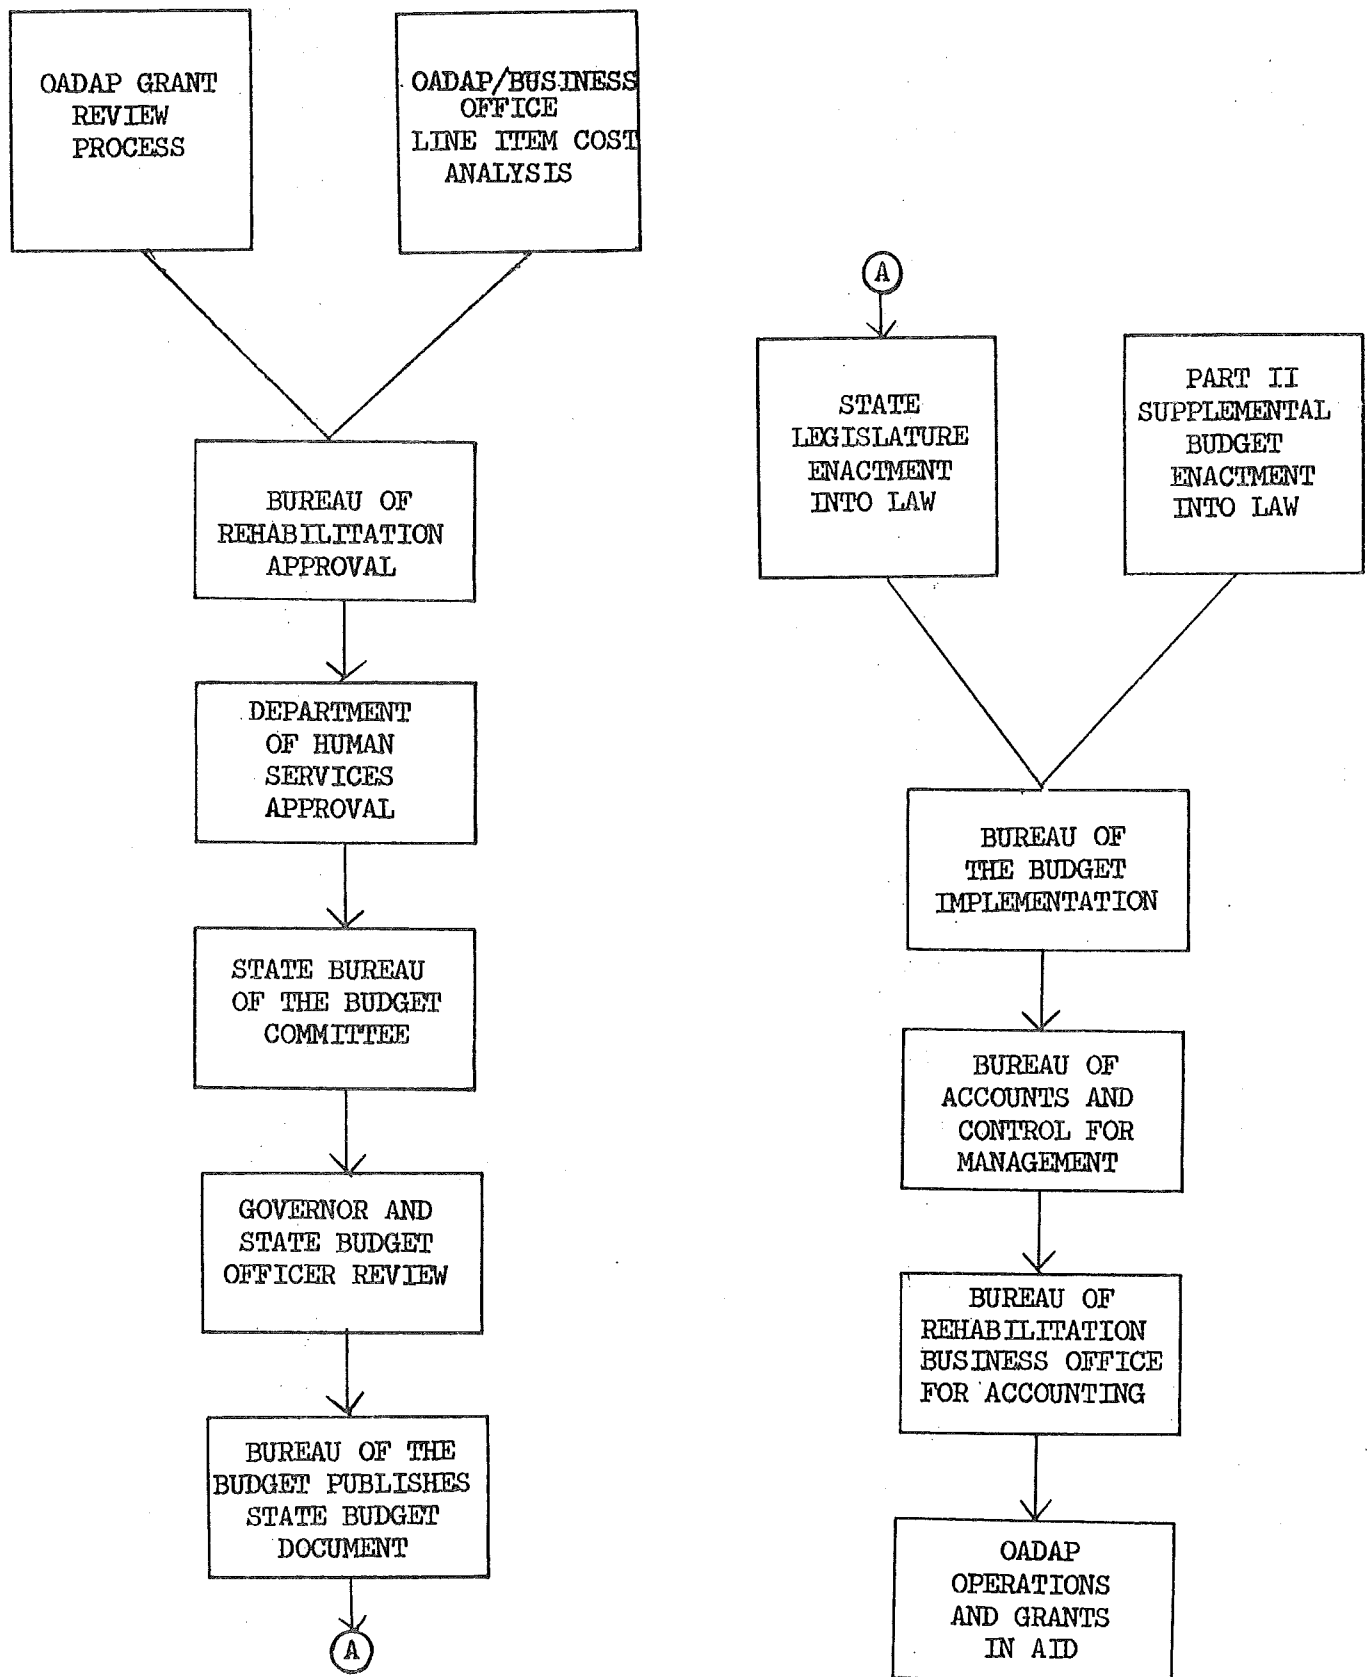 OADAP GRANT
REVIEW
PROCESS
OADAP/BUSINESS
OFFICE
LINE ITEM COST
ANALYSIS
BUREAU OF
REHABILITATION
APPROVAL
DEPARTMENT
OF HUMAN
SERVICES
APPROVAL
STATE BUREAU
OF THE BUDGET
COMMITTEE
GOVERNOR AND
STATE BUDGET
OFFICER REVIEW
BUREAU OF THE
BUDGET PUBLISHES
STATE BUDGET
DOCUMENT
A
A
STATE
LEGISLATURE
ENACTMENT
INTO LAW
PART II
SUPPLEMENTAL
BUDGET
ENACTMENT
INTO LAW
BUREAU OF
THE BUDGET
IMPLEMENTATION
BUREAU OF
ACCOUNTS AND
CONTROL FOR
MANAGEMENT
BUREAU OF
REHABILITATION
BUSINESS OFFICE
FOR ACCOUNTING
OADAP
OPERATIONS
AND GRANTS
IN AID